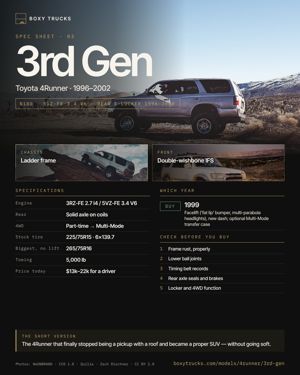 BOXY TRUCKS
SPEC SHEET · N3
3rd Gen
Toyota 4Runner · 1996–2002
CHASSIS
Ladder frame
FRONT
Double-wishbone IFS
SPECIFICATIONS
Engine 3RZ-FE 2.7 I4 / 5VZ-FE 3.4 V6
Rear Solid axle on coils
4WD Part-time → Multi-Mode
Stock tire 225/75R15 · 6×139.7
Biggest, no lift 265/75R16
Towing 5,000 lb
Price today $13k–22k for a driver
WHICH YEAR
BUY 1999
Facelift ('fat lip' bumper, multi-parabola
headlights), new dash; optional Multi-Mode
transfer case
CHECK BEFORE YOU BUY
1 Frame rust, properly
2 Lower ball joints
3 Timing belt records
4 Rear axle seals and brakes
5 Locker and 4WD function
THE SHORT VERSION
The 4Runner that finally stopped being a pickup with a roof and became a proper SUV — without going soft.
boxytrucks.com/models/4runner/3rd-gen